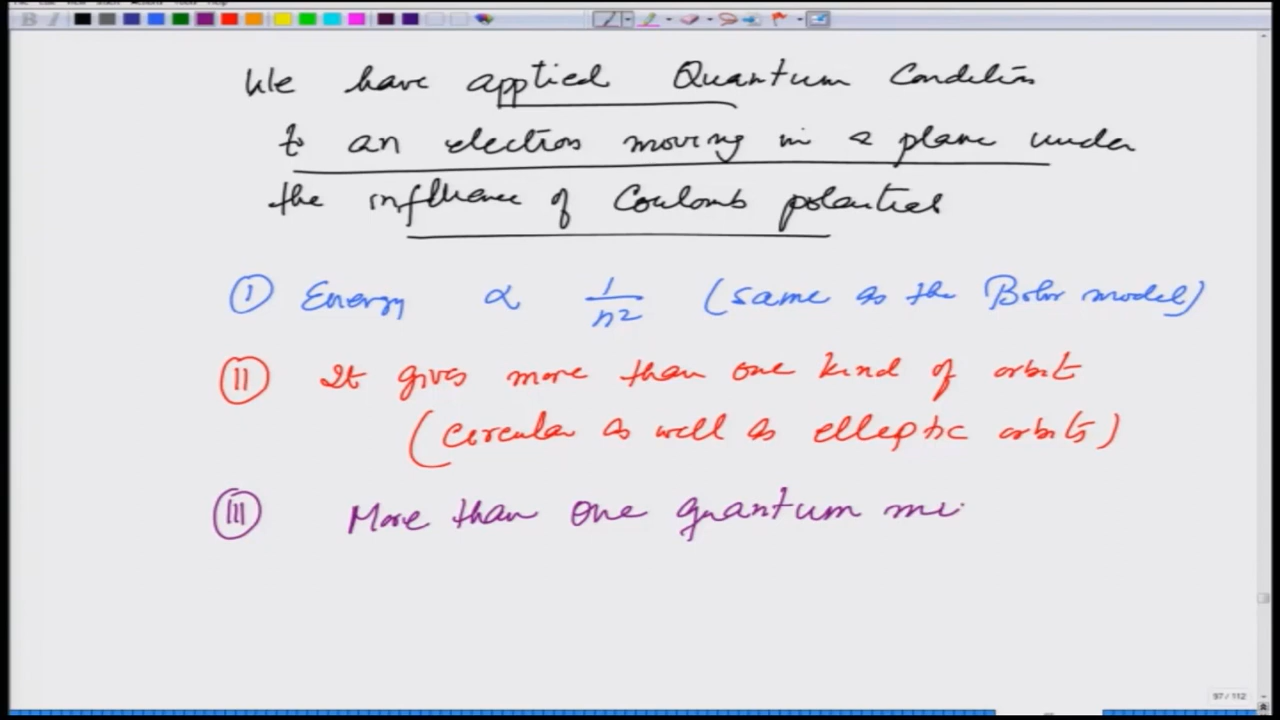 We have applied Quantum Condition
to an electron moving in a plane under
the influence of Coulomb potential
I Energy ∝ 1/n2 (same as the Bohr model)
II It gives more than one kind of orbit
(circular as well as elliptic orbits)
III More than one quantum
97 / 112